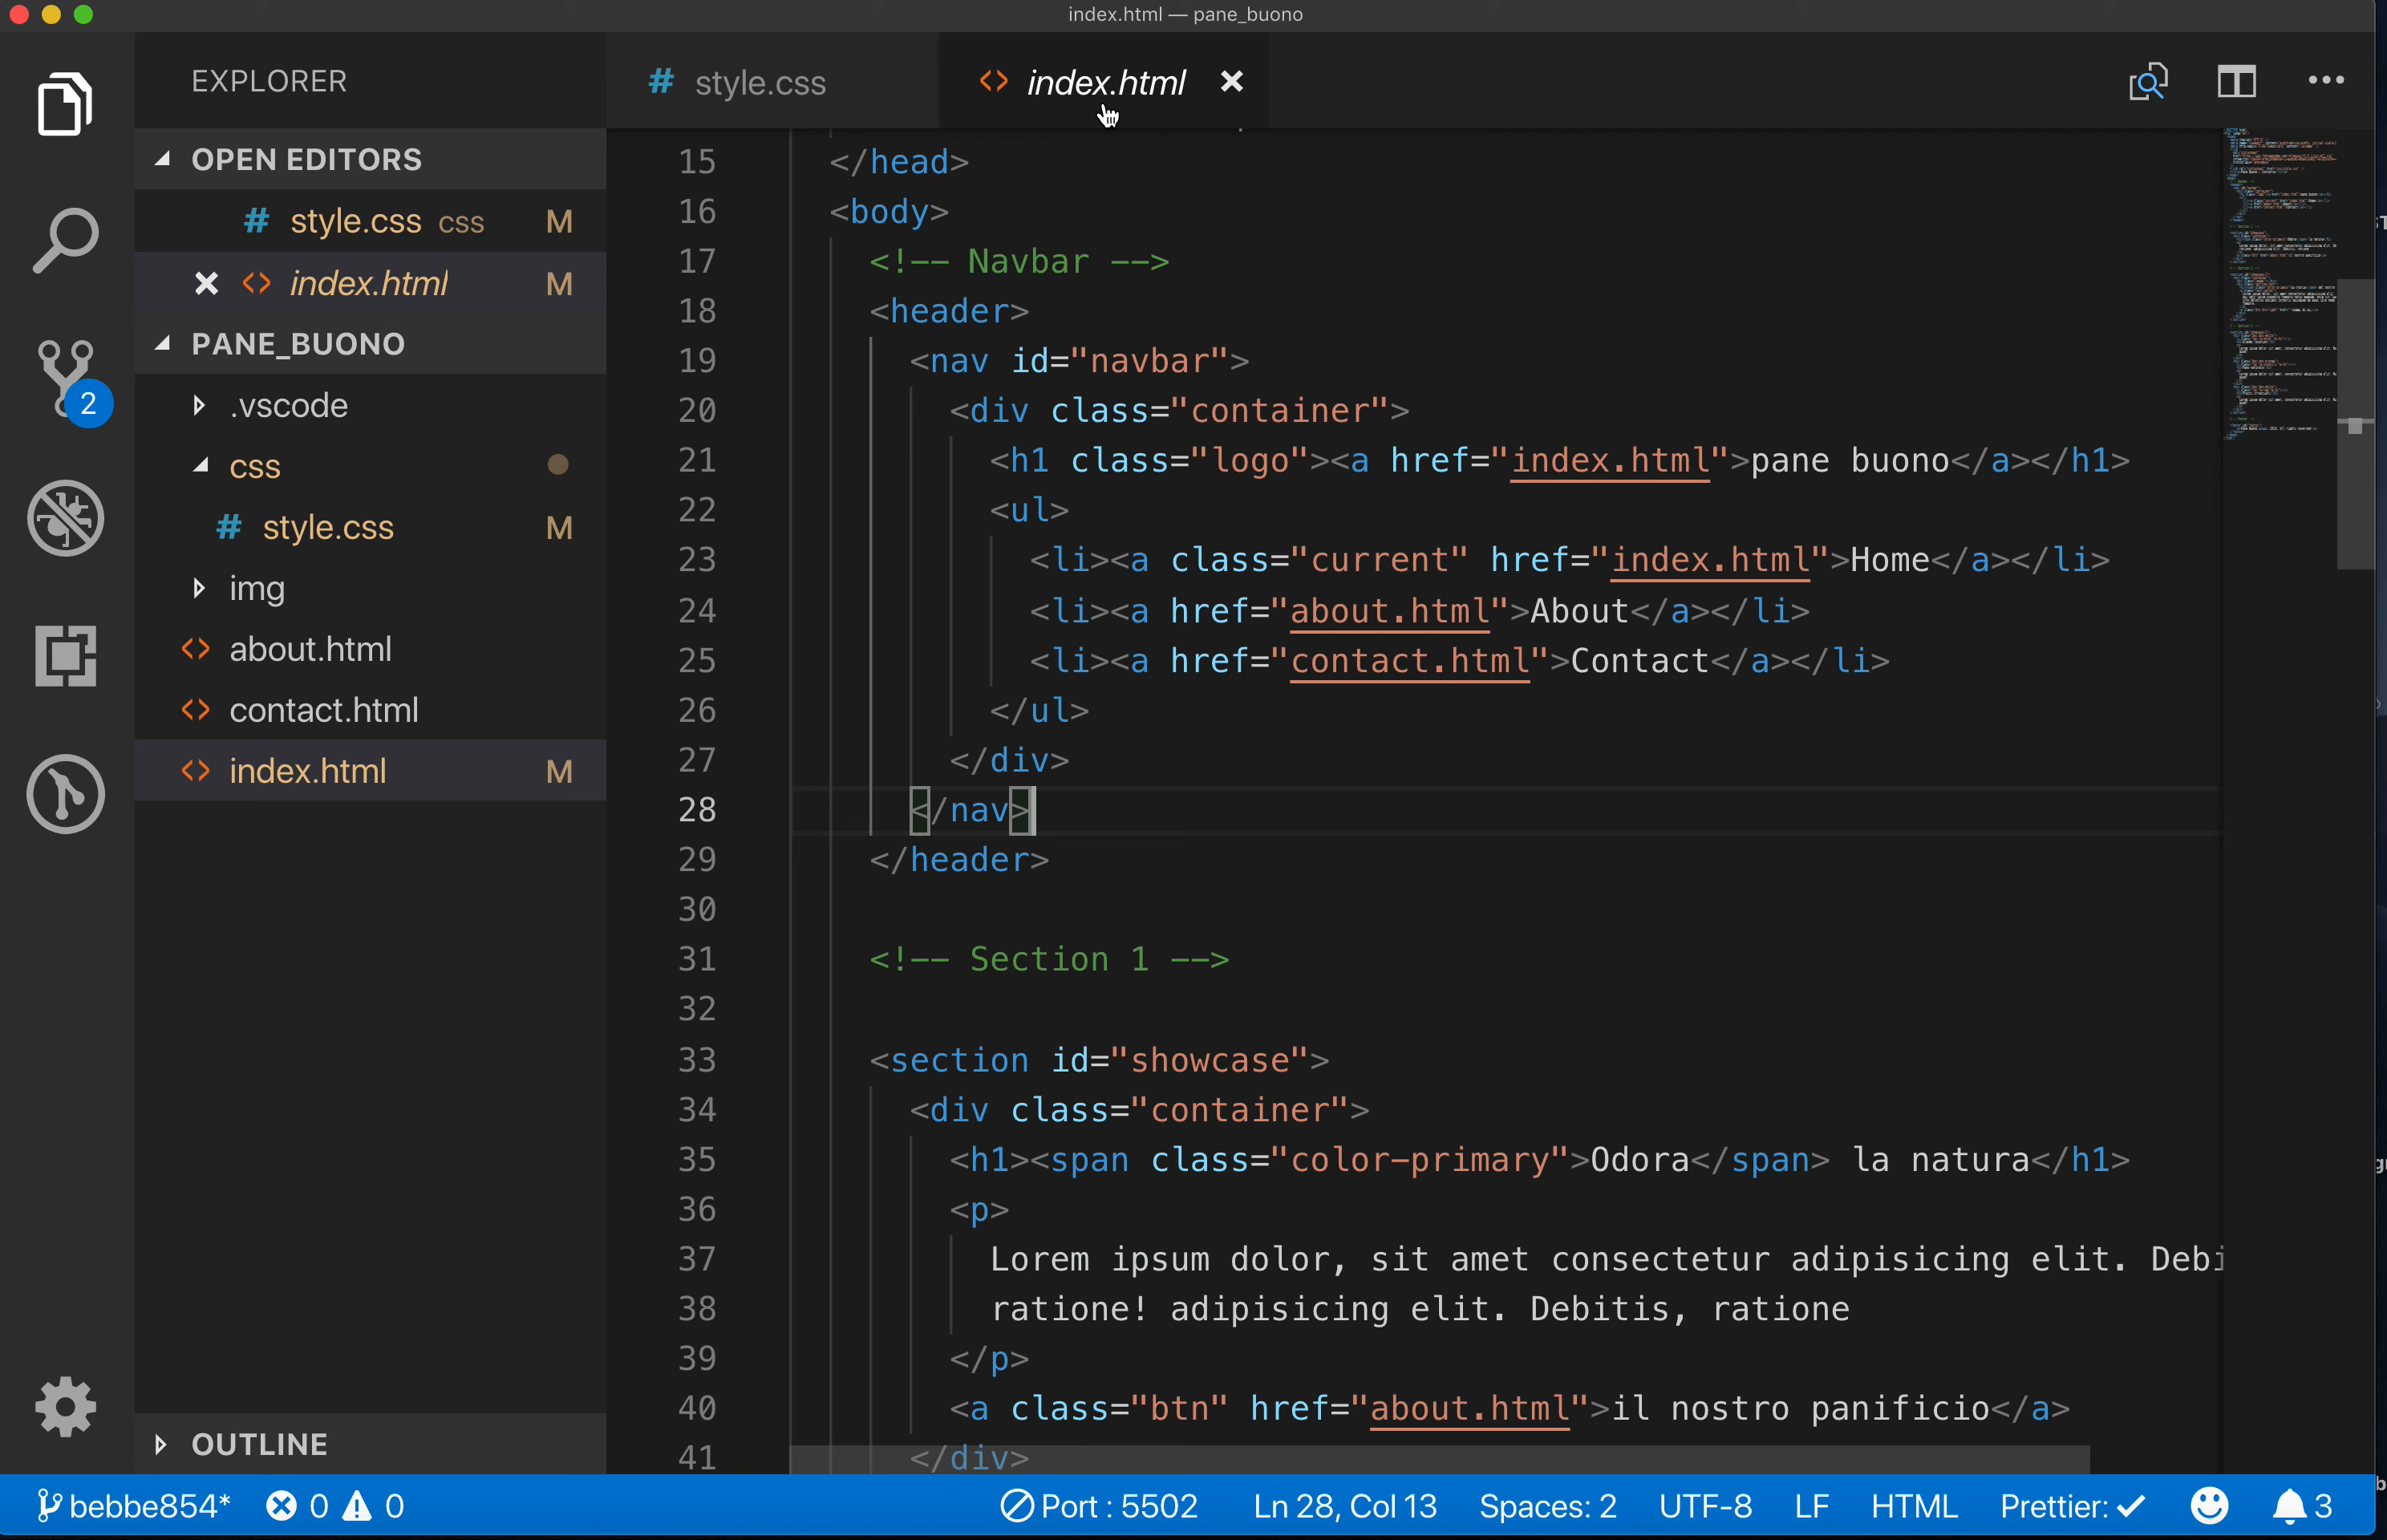 index.html — pane_buono
EXPLORER
OPEN EDITORS
# style.css css M
<> index.html M
PANE_BUONO
.vscode
css
# style.css M
img
<> about.html
<> contact.html
<> index.html M
OUTLINE
2
# style.css
<> index.html
15 </head>
16 <body>
17 <!-- Navbar -->
18 <header>
19 <nav id="navbar">
20 <div class="container">
21 <h1 class="logo"><a href="index.html">pane buono</a></h1>
22 <ul>
23 <li><a class="current" href="index.html">Home</a></li>
24 <li><a href="about.html">About</a></li>
25 <li><a href="contact.html">Contact</a></li>
26 </ul>
27 </div>
28 </nav>
29 </header>
30
31 <!-- Section 1 -->
32
33 <section id="showcase">
34 <div class="container">
35 <h1><span class="color-primary">Odora</span> la natura</h1>
36 <p>
37 Lorem ipsum dolor, sit amet consectetur adipisicing elit. Debi
38 ratione! adipisicing elit. Debitis, ratione
39 </p>
40 <a class="btn" href="about.html">il nostro panificio</a>
41 </div>
bebbe854* 0 0 Port : 5502 Ln 28, Col 13 Spaces: 2 UTF-8 LF HTML Prettier: ✓ 3